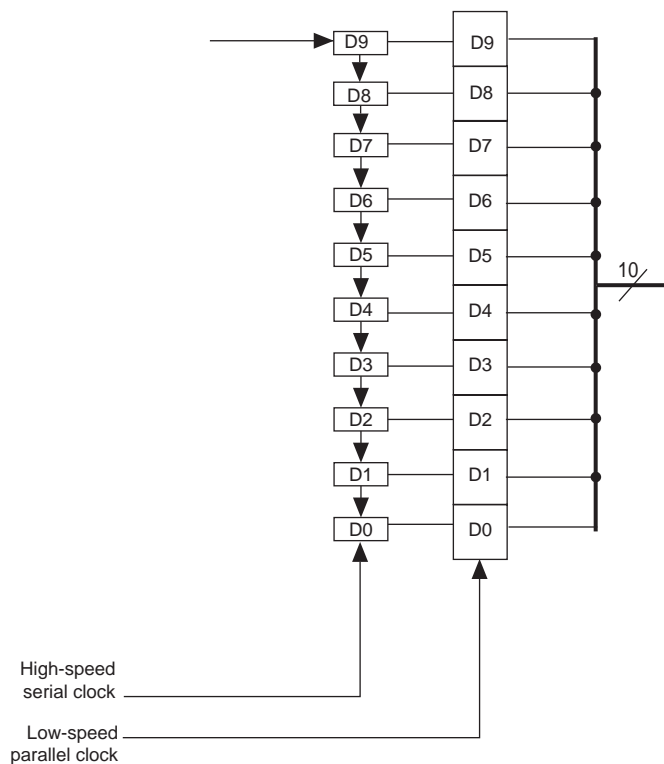 D9 D9
D8 D8
D7 D7
D6 D6
D5 D5
10
D4 D4
D3 D3
D2 D2
D1 D1
D0 D0
High-speed
serial clock
Low-speed
parallel clock